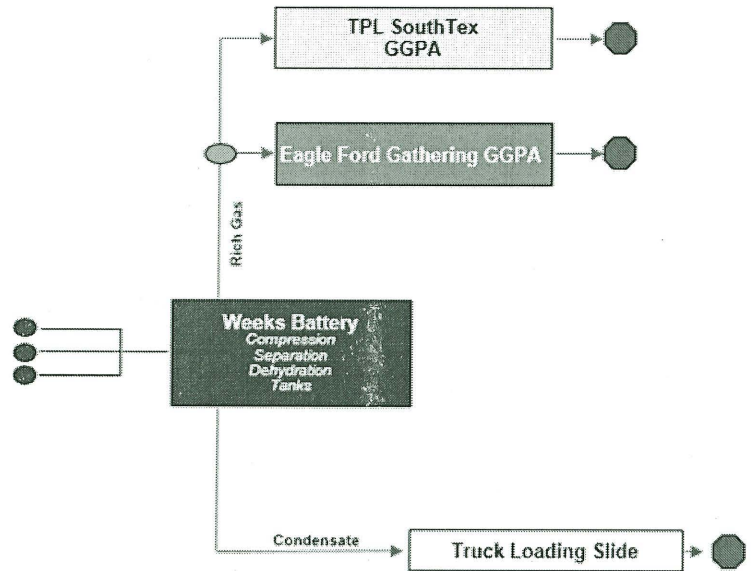 TPL SouthTex
GGPA
Eagle Ford Gathering GGPA
Rich Gas
Weeks Battery
Compression
Separation
Dehydration
Tanks
Condensate
Truck Loading Slide